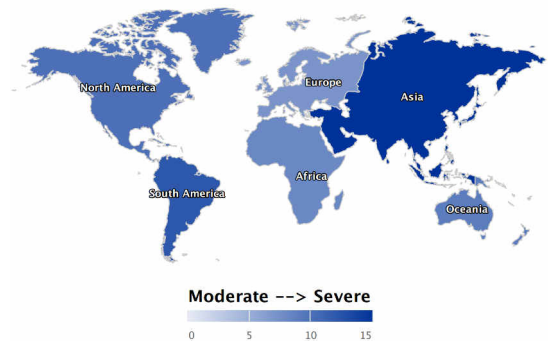 North America
Europe
Asia
South America
Africa
Oceania
Moderate --> Severe
0 5 10 15